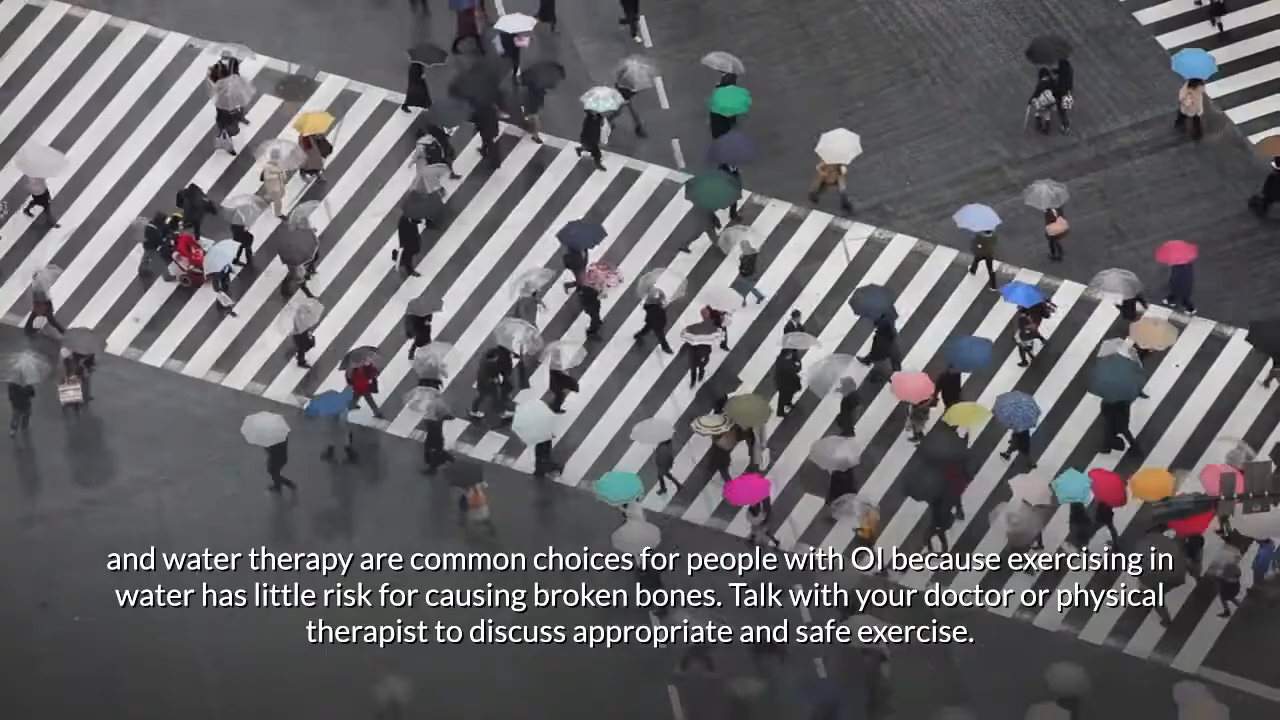 and water therapy are common choices for people with OI because exercising in
water has little risk for causing broken bones. Talk with your doctor or physical
therapist to discuss appropriate and safe exercise.